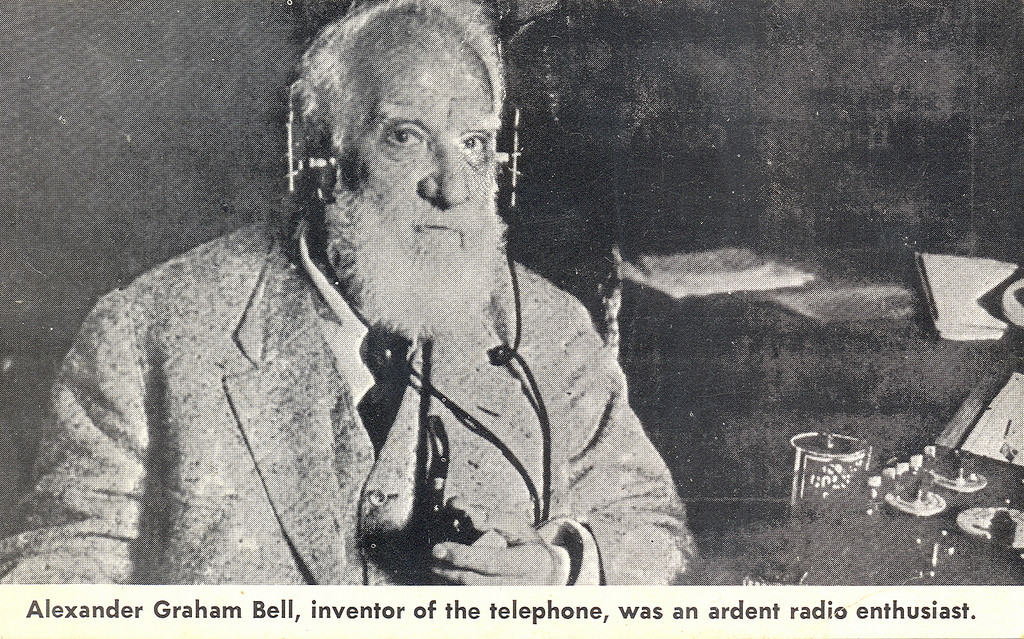 Alexander Graham Bell, inventor of the telephone, was an ardent radio enthusiast.